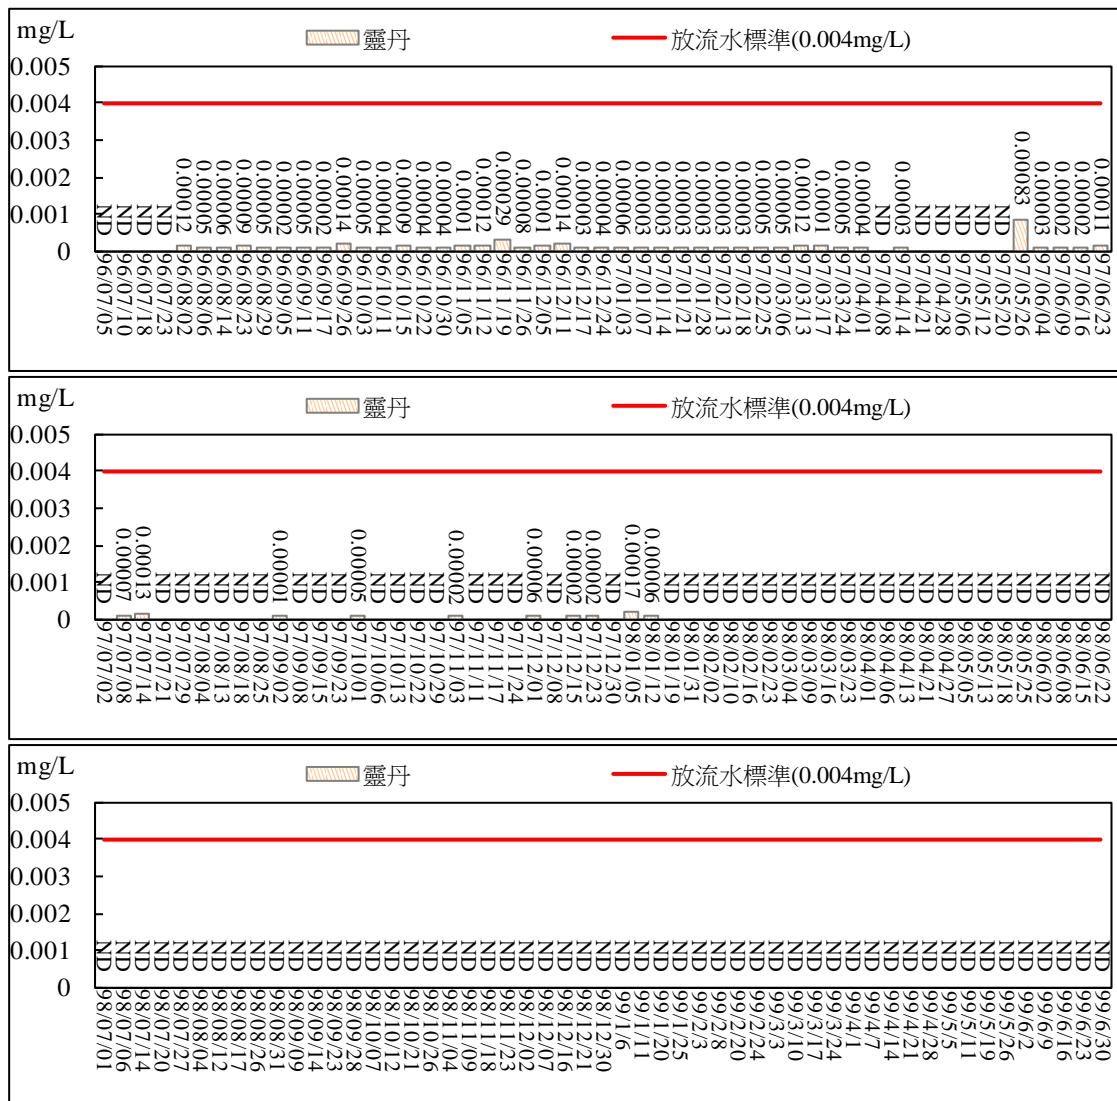 mg/L
靈丹 放流水標準(0.004mg/L)
0.005
0.004
0.003
0.002
0.001
0
ND ND ND ND 0.00012 0.00005 0.00006 0.00009 0.00005 0.00002 0.00005 0.00002 0.00014 0.00005 0.00004 0.00009 0.00004 0.00004 0.0001 0.00012 0.00029 0.00008 0.0001 0.00014 0.00003 0.00004 0.00006 0.00003 0.00003 0.00003 0.00003 0.00003 0.00003 0.00005 0.00005 0.00012 0.0001 0.00005 0.00004 ND 0.00003 ND ND ND ND ND 0.00083 0.00003 0.00002 0.00002 0.00011
96/07/05 96/07/10 96/07/18 96/07/23 96/08/02 96/08/06 96/08/14 96/08/23 96/08/29 96/09/05 96/09/11 96/09/17 96/09/26 96/10/03 96/10/11 96/10/15 96/10/22 96/10/30 96/11/05 96/11/12 96/11/19 96/11/26 96/12/05 96/12/11 96/12/17 96/12/24 97/01/03 97/01/07 97/01/14 97/01/21 97/01/28 97/02/13 97/02/18 97/02/25 97/03/06 97/03/13 97/03/17 97/03/24 97/04/01 97/04/08 97/04/14 97/04/21 97/04/28 97/05/06 97/05/12 97/05/20 97/05/26 97/06/04 97/06/09 97/06/16 97/06/23
mg/L
靈丹 放流水標準(0.004mg/L)
0.005
0.004
0.003
0.002
0.001
0
ND 0.00007 0.00013 ND ND ND ND ND ND 0.00001 ND ND ND 0.00005 ND ND ND ND 0.00002 ND ND ND 0.00006 ND 0.00002 0.00002 ND 0.00017 0.00006 ND ND ND ND ND ND ND ND ND ND ND ND ND ND ND ND ND ND ND ND ND ND ND
97/07/02 97/07/08 97/07/14 97/07/21 97/07/29 97/08/04 97/08/13 97/08/18 97/08/25 97/09/02 97/09/09 97/09/15 97/09/23 97/10/01 97/10/06 97/10/13 97/10/22 97/10/29 97/11/03 97/11/11 97/11/17 97/11/24 97/12/01 97/12/08 97/12/15 97/12/23 97/12/30 98/01/05 98/01/12 98/01/19 98/01/31 98/02/02 98/02/10 98/02/16 98/02/23 98/03/04 98/03/09 98/03/16 98/03/23 98/04/01 98/04/06 98/04/13 98/04/21 98/04/27 98/05/05 98/05/13 98/05/18 98/05/25 98/06/02 98/06/08 98/06/15 98/06/22
mg/L
靈丹 放流水標準(0.004mg/L)
0.005
0.004
0.003
0.002
0.001
0
ND ND ND ND ND ND ND ND ND ND ND ND ND ND ND ND ND ND ND ND ND ND ND ND ND ND ND ND ND ND ND ND ND ND ND ND ND ND ND ND ND ND ND ND ND ND ND ND ND ND ND ND ND
98/07/01 98/07/06 98/07/14 98/07/20 98/07/27 98/08/04 98/08/12 98/08/17 98/08/26 98/08/31 98/09/09 98/09/14 98/09/23 98/09/28 98/10/07 98/10/12 98/10/20 98/10/26 98/11/04 98/11/09 98/11/18 98/11/23 98/12/02 98/12/07 98/12/16 98/12/21 98/12/30 99/1/6 99/1/11 99/1/20 99/1/25 99/2/3 99/2/8 99/2/20 99/2/24 99/3/3 99/3/10 99/3/17 99/3/24 99/4/1 99/4/7 99/4/14 99/4/21 99/4/28 99/5/5 99/5/11 99/5/19 99/5/26 99/6/2 99/6/9 99/6/16 99/6/23 99/6/30